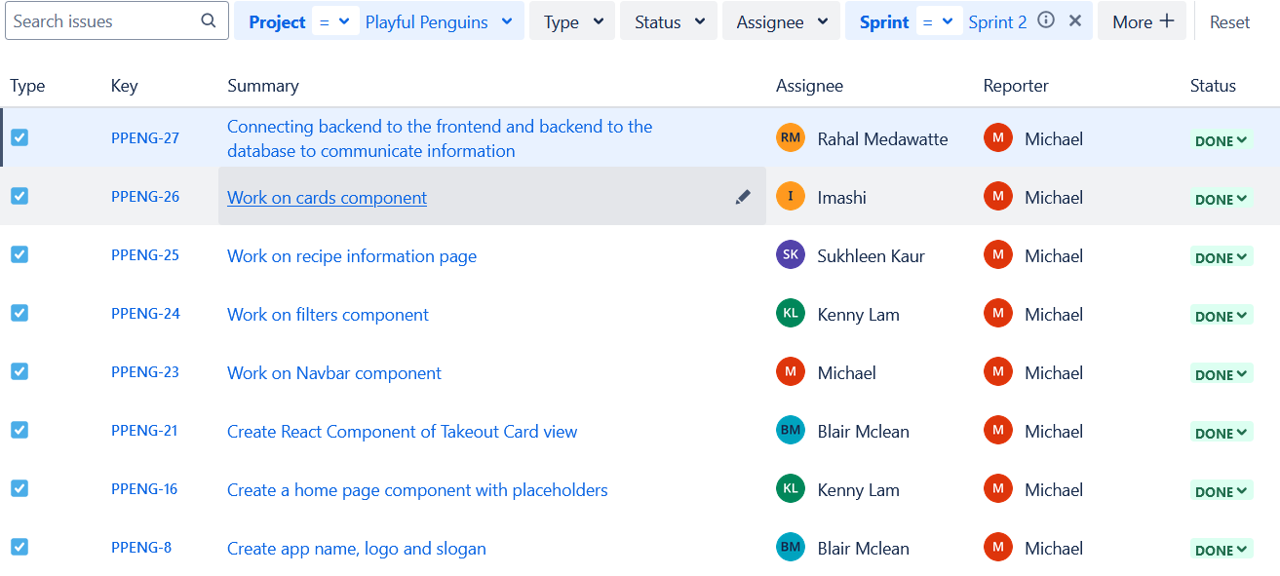 Search issues Project = Playful Penguins Type Status Assignee Sprint = Sprint 2 More + Reset
Type Key Summary Assignee Reporter Status
PPENG-27 Connecting backend to the frontend and backend to the
database to communicate information RM Rahal Medawatte M Michael DONE
PPENG-26 Work on cards component I Imashi M Michael DONE
PPENG-25 Work on recipe information page SK Sukhleen Kaur M Michael DONE
PPENG-24 Work on filters component KL Kenny Lam M Michael DONE
PPENG-23 Work on Navbar component M Michael M Michael DONE
PPENG-21 Create React Component of Takeout Card view BM Blair Mclean M Michael DONE
PPENG-16 Create a home page component with placeholders KL Kenny Lam M Michael DONE
PPENG-8 Create app name, logo and slogan BM Blair Mclean M Michael DONE